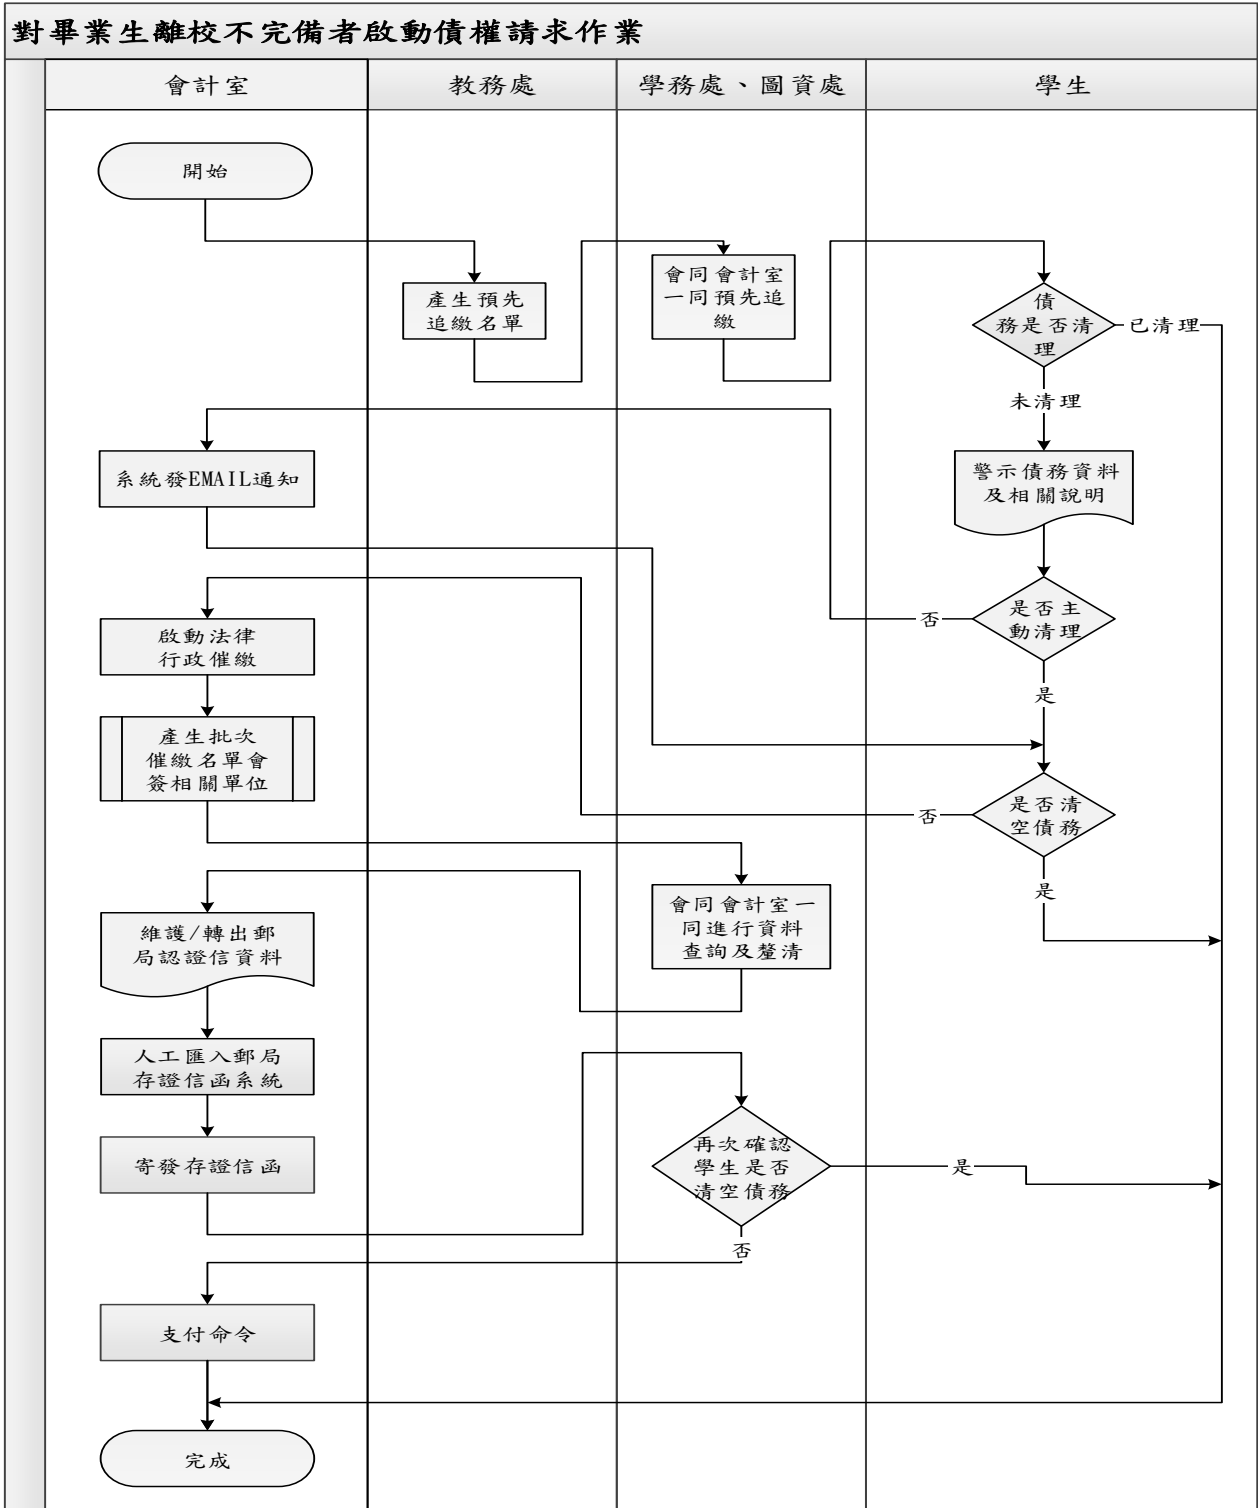 對畢業生離校不完備者啟動債權請求作業
會計室
教務處
學務處、圖資處
學生
開始
產生預先
追繳名單
會同會計室
一同預先追
繳
債
務是否清
理
已清理
未清理
系統發EMAIL通知
警示債務資料
及相關說明
是否主
動清理
否
是
啟動法律
行政催繳
產生批次
催繳名單會
簽相關單位
是否清
空債務
否
是
會同會計室一
同進行資料
查詢及釐清
維護/轉出郵
局認證信資料
人工匯入郵局
存證信函系統
寄發存證信函
再次確認
學生是否
清空債務
是
否
支付命令
完成